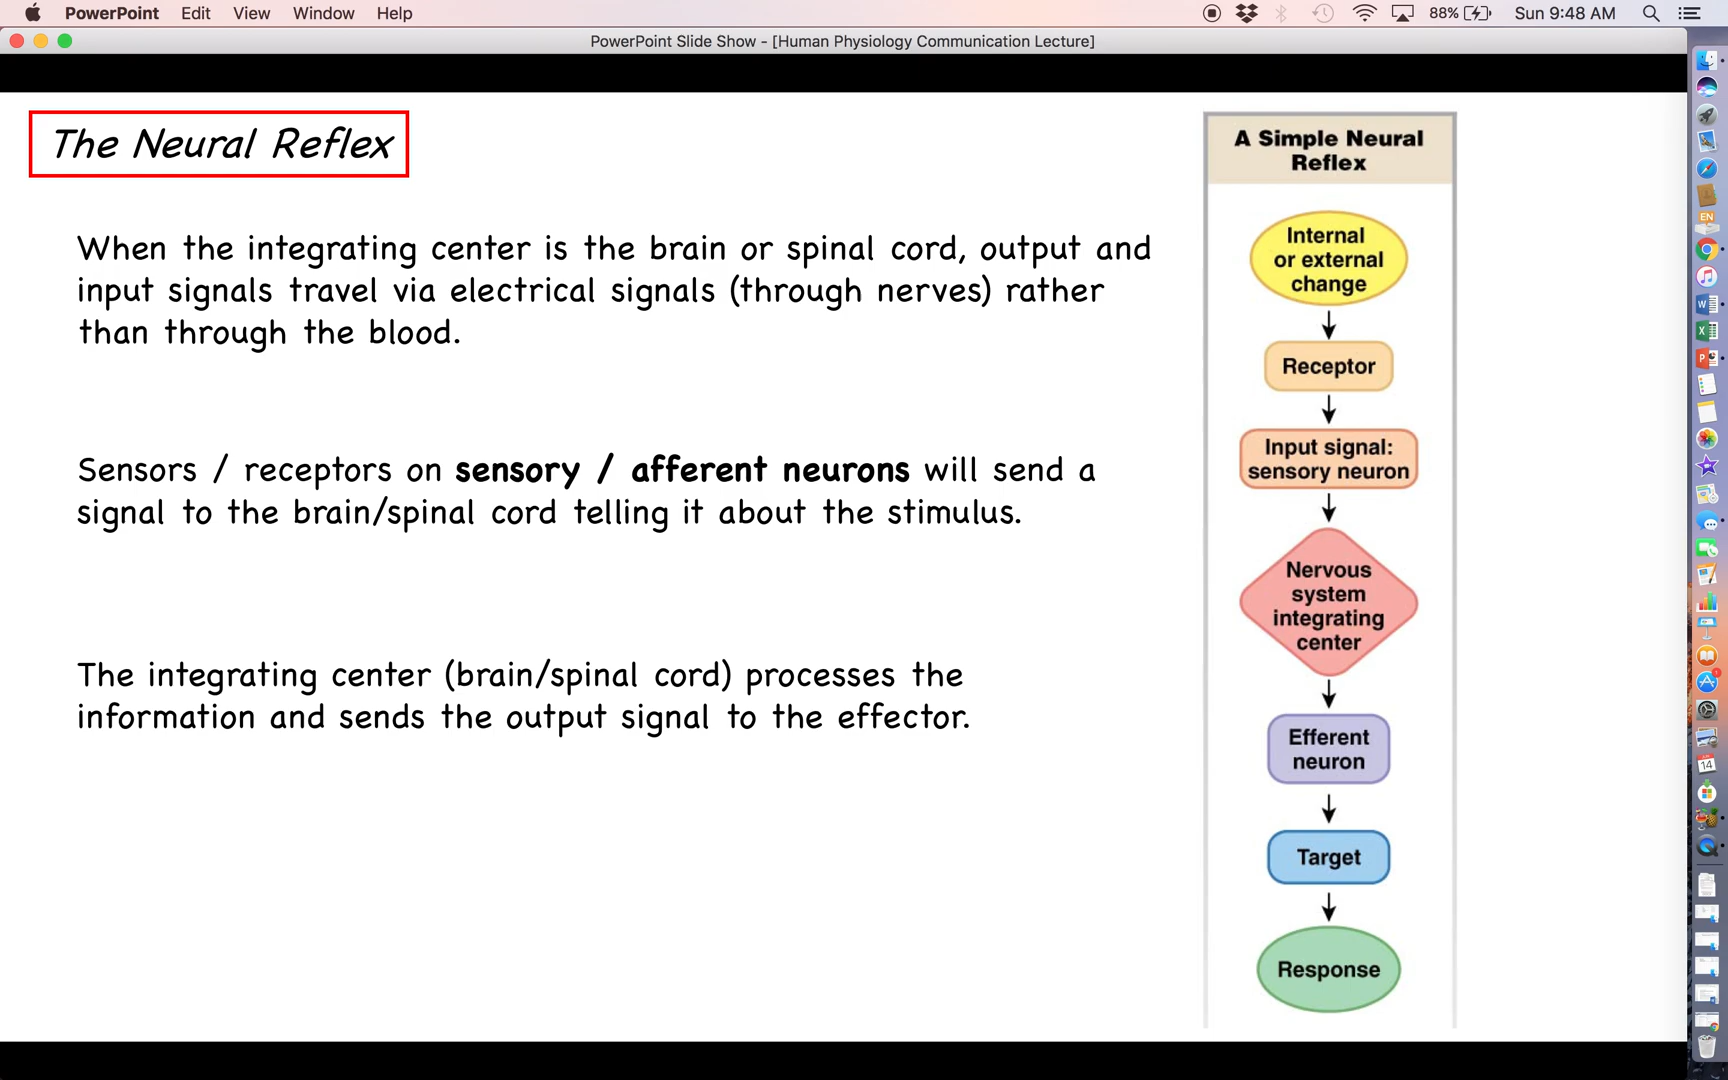 PowerPoint Edit View Window Help 88% Sun 9:48 AM
PowerPoint Slide Show - [Human Physiology Communication Lecture]
The Neural Reflex
When the integrating center is the brain or spinal cord, output and
input signals travel via electrical signals (through nerves) rather
than through the blood.
Sensors / receptors on sensory / afferent neurons will send a
signal to the brain/spinal cord telling it about the stimulus.
The integrating center (brain/spinal cord) processes the
information and sends the output signal to the effector.
A Simple Neural
Reflex
Internal
or external
change
Receptor
Input signal:
sensory neuron
Nervous
system
integrating
center
Efferent
neuron
Target
Response
EN
W
X
P
14